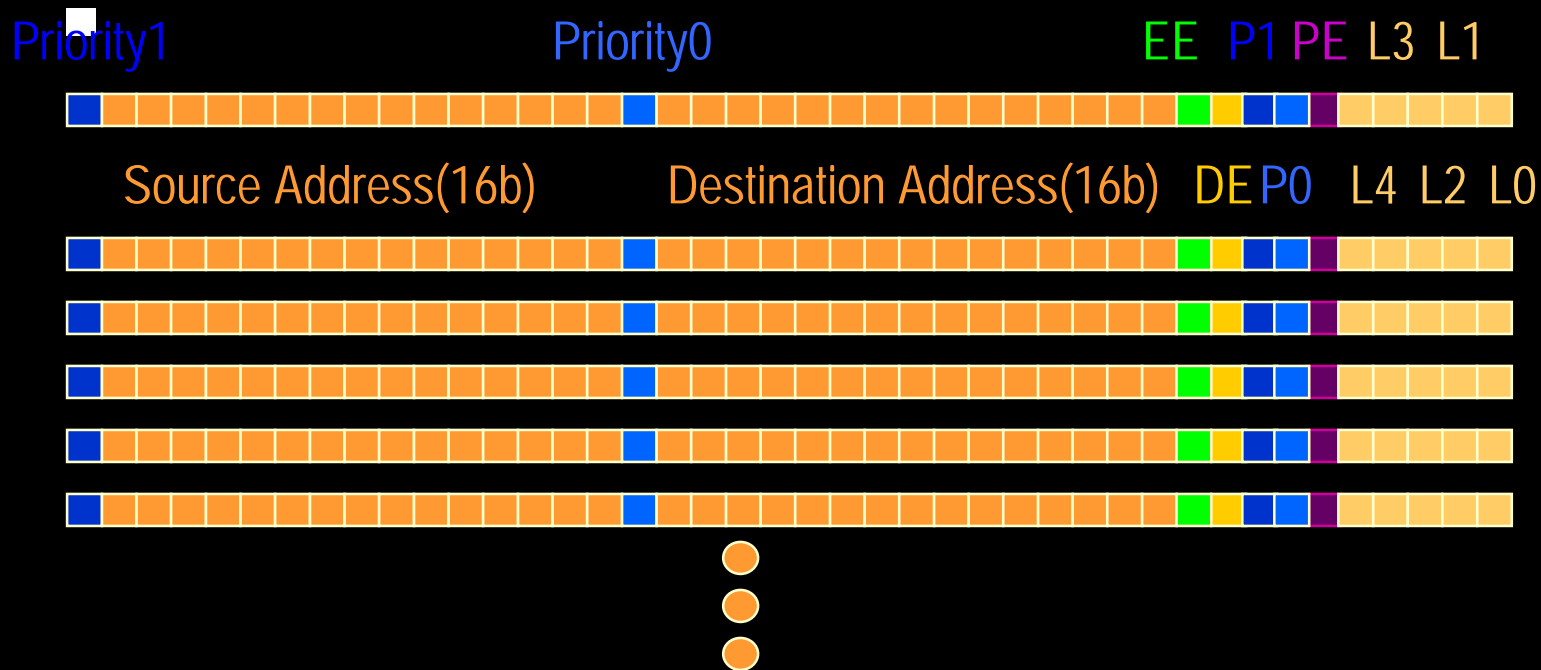 Priority1 Priority0 EE P1 PE L3 L1
Source Address(16b) Destination Address(16b) DE P0 L4 L2 L0